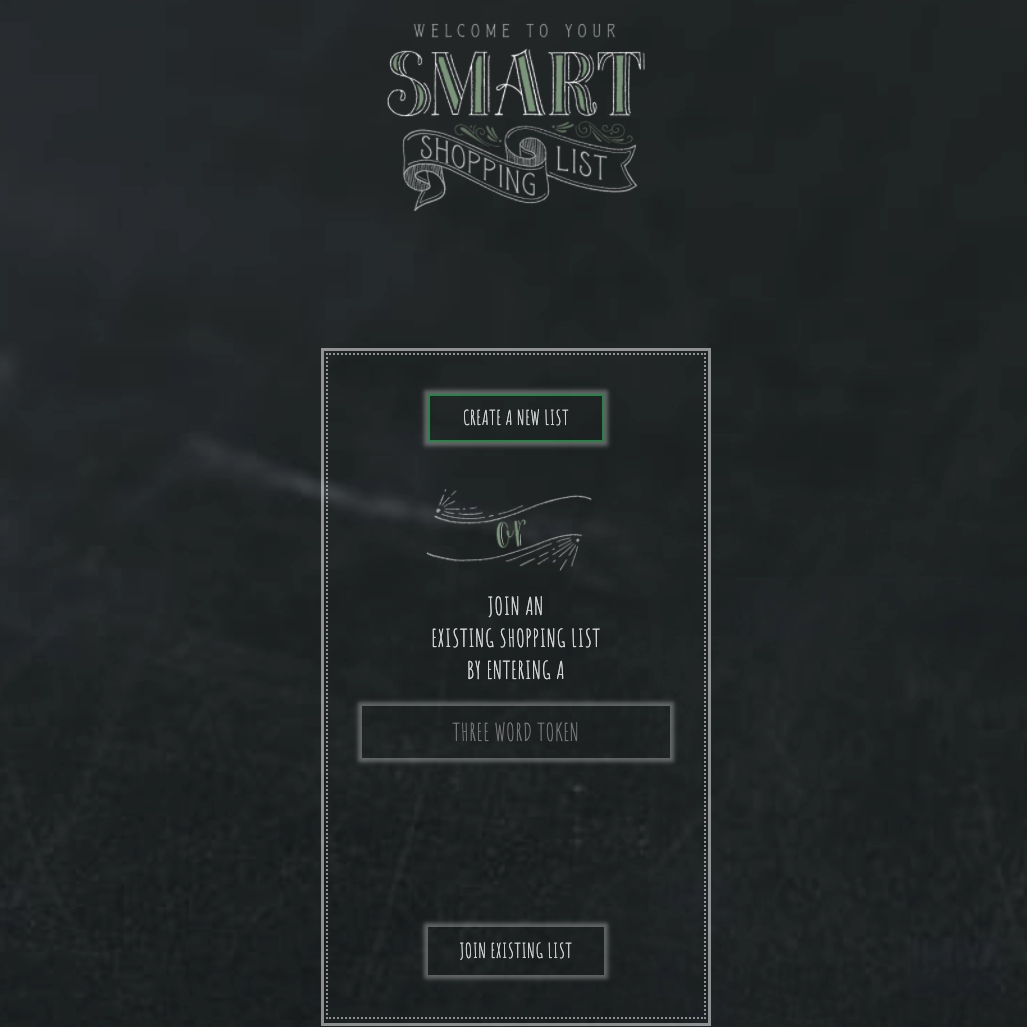 WELCOME TO YOUR
SMART
SHOPPING LIST
CREATE A NEW LIST
or
JOIN AN
EXISTING SHOPPING LIST
BY ENTERING A
THREE WORD TOKEN
JOIN EXISTING LIST